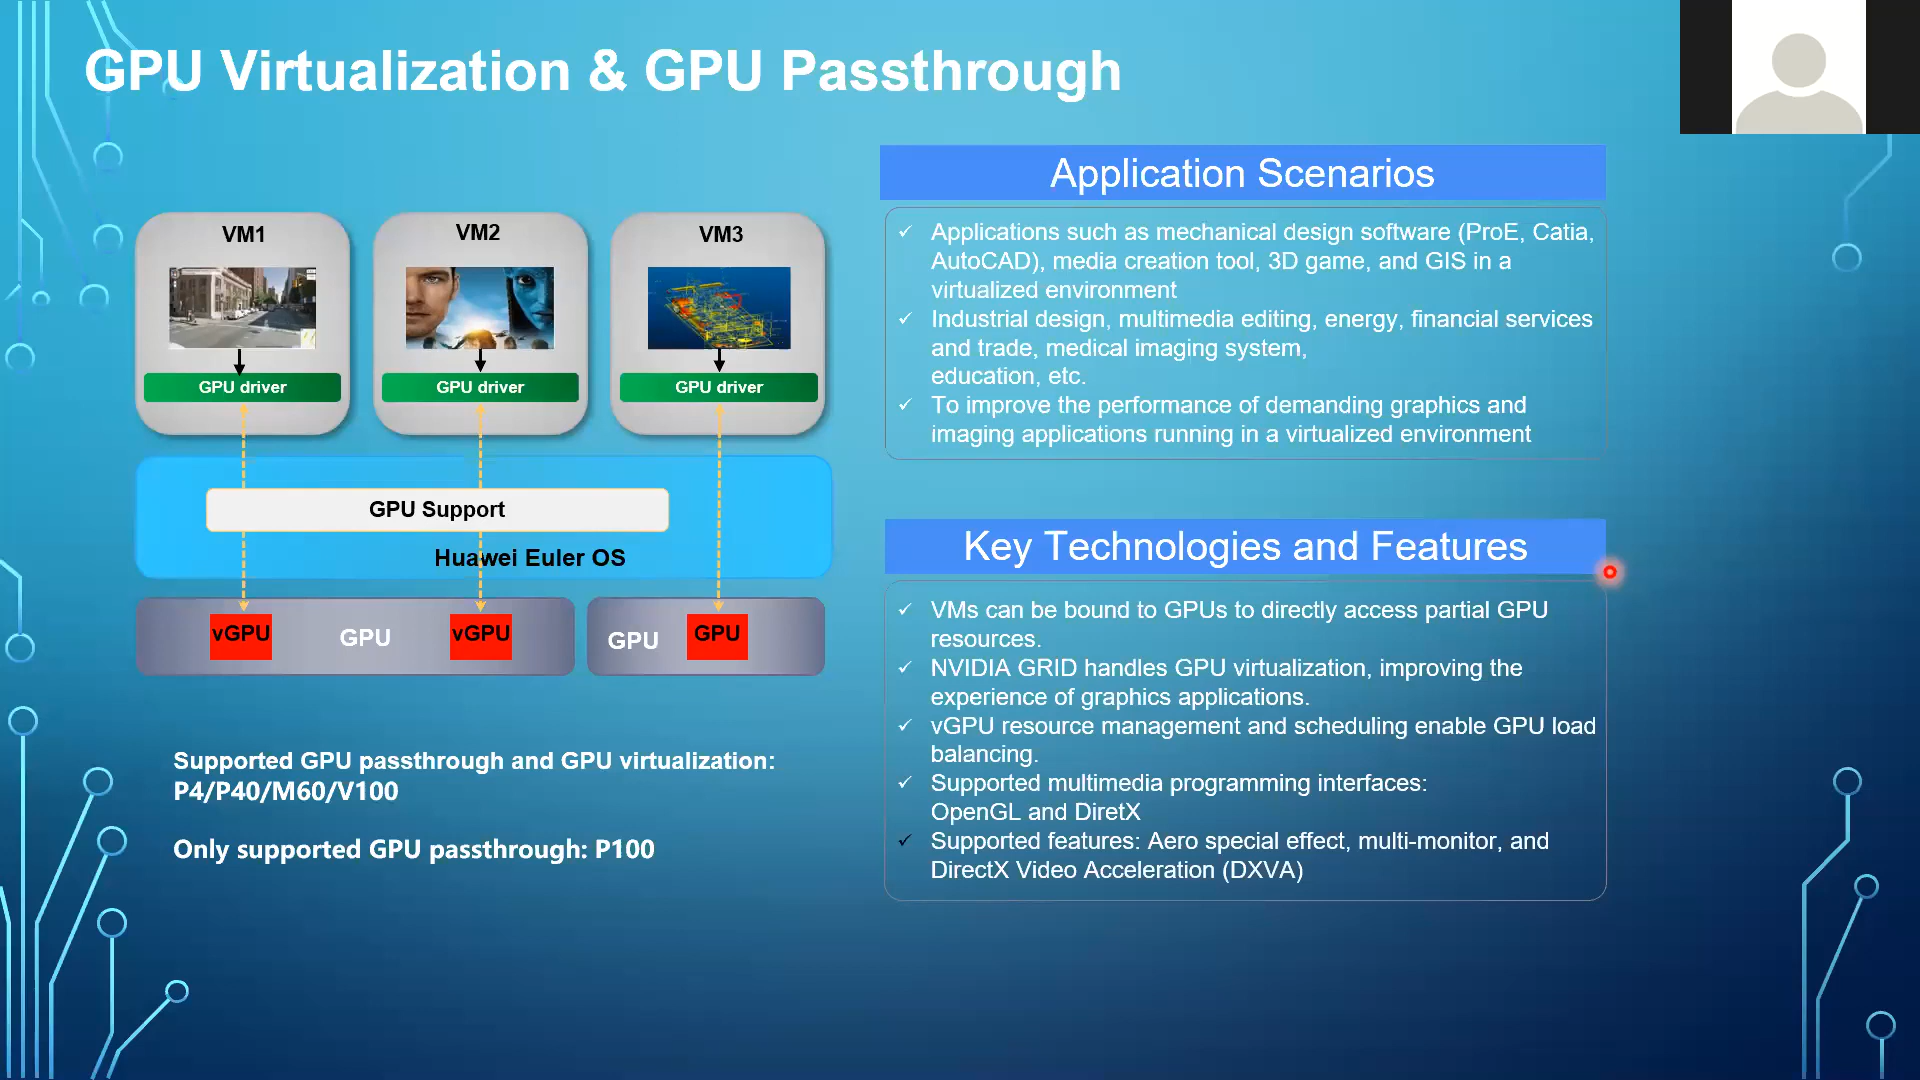 GPU Virtualization & GPU Passthrough
VM1
VM2
VM3
GPU driver
GPU driver
GPU driver
GPU Support
Huawei Euler OS
vGPU
GPU
vGPU
GPU
GPU
Supported GPU passthrough and GPU virtualization:
P4/P40/M60/V100
Only supported GPU passthrough: P100
Application Scenarios
✓ Applications such as mechanical design software (ProE, Catia,
AutoCAD), media creation tool, 3D game, and GIS in a
virtualized environment
✓ Industrial design, multimedia editing, energy, financial services
and trade, medical imaging system,
education, etc.
✓ To improve the performance of demanding graphics and
imaging applications running in a virtualized environment
Key Technologies and Features
✓ VMs can be bound to GPUs to directly access partial GPU
resources.
✓ NVIDIA GRID handles GPU virtualization, improving the
experience of graphics applications.
✓ vGPU resource management and scheduling enable GPU load
balancing.
✓ Supported multimedia programming interfaces:
OpenGL and DiretX
✓ Supported features: Aero special effect, multi-monitor, and
DirectX Video Acceleration (DXVA)